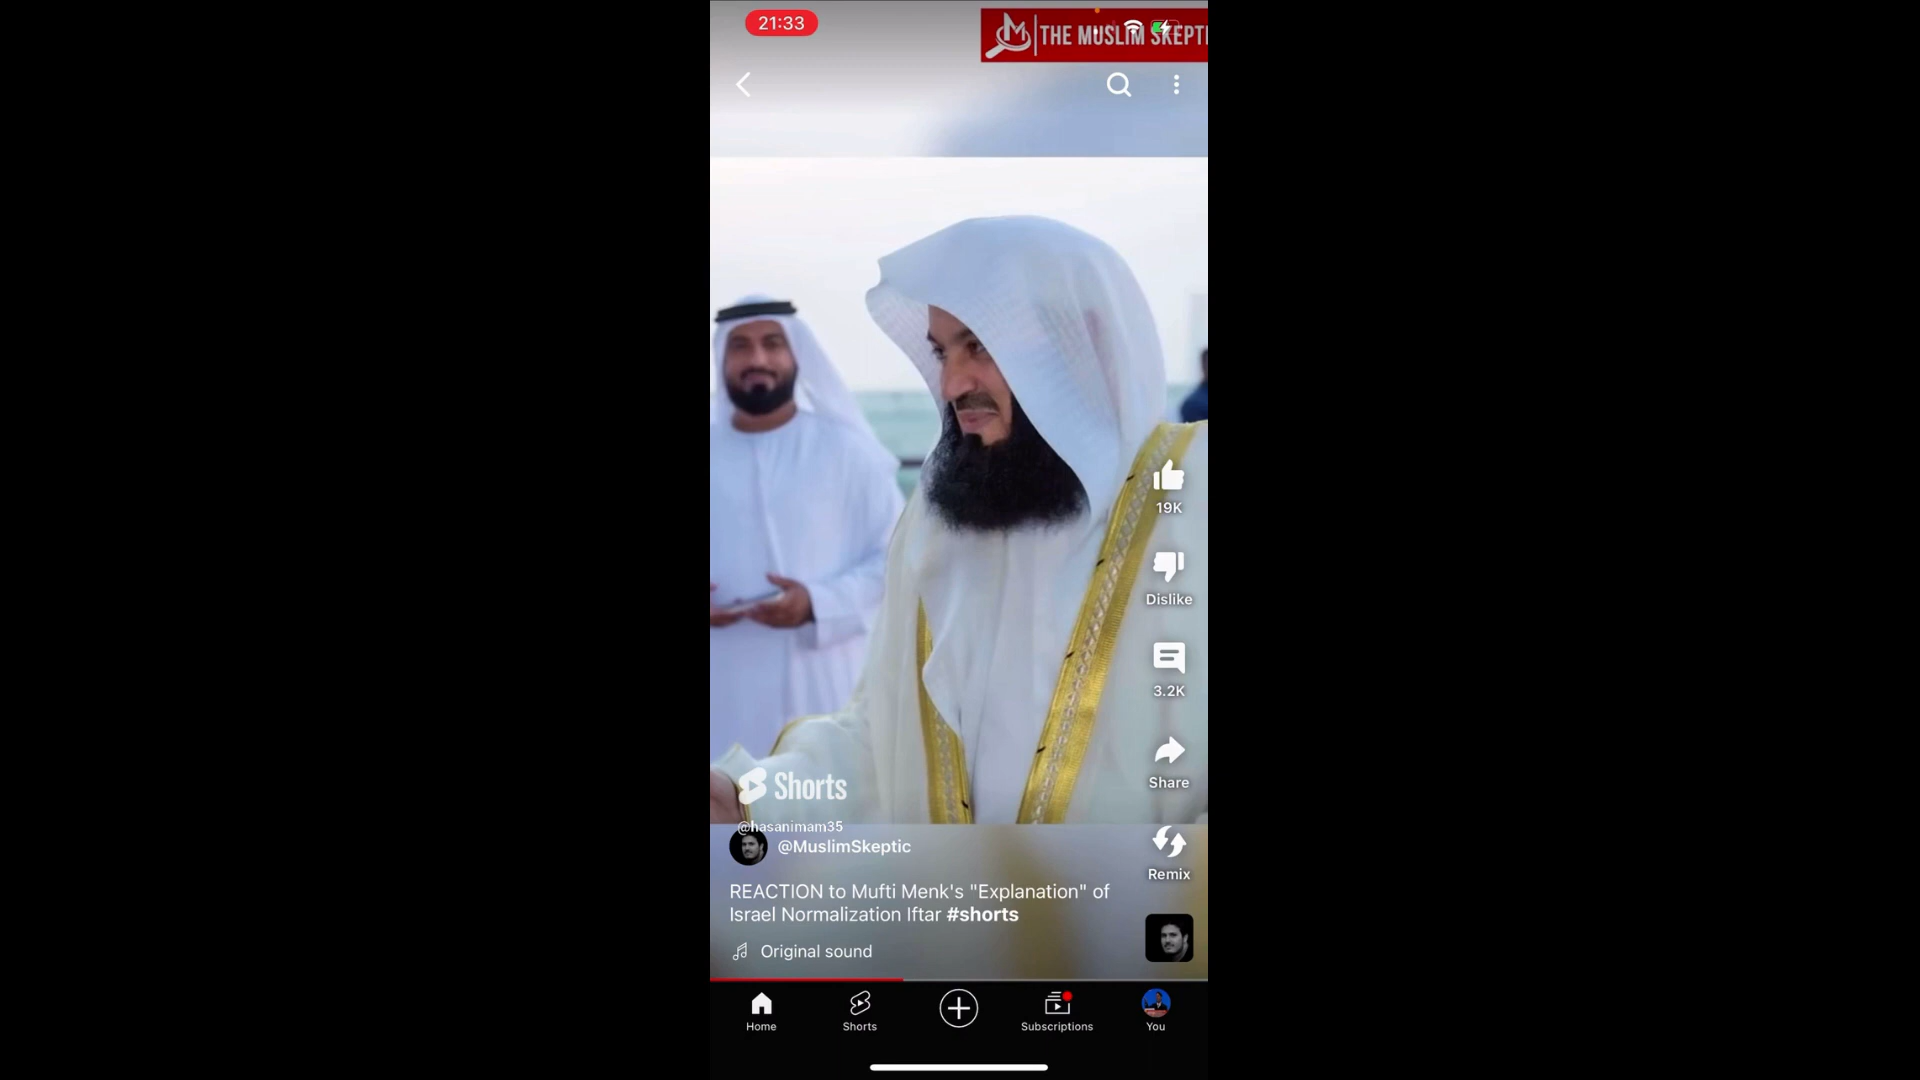 21:33
THE MUSLIM SKEPTI
19K
Dislike
3.2K
Share
Shorts
@hasanimam35
@MuslimSkeptic
Remix
REACTION to Mufti Menk's "Explanation" of
Israel Normalization Iftar #shorts
Original sound
Home
Shorts
Subscriptions
You